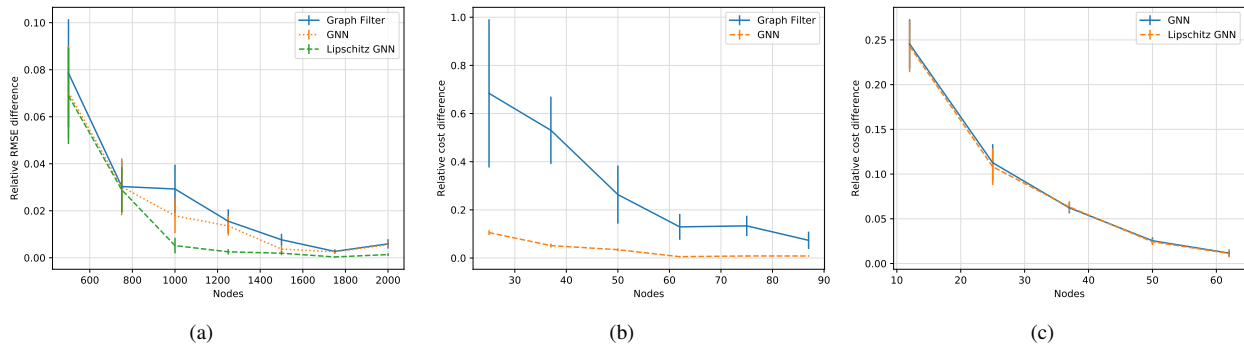 Relative RMSE difference
0.10
0.08
0.06
0.04
0.02
0.00
600 800 1000 1200 1400 1600 1800 2000
Nodes
Graph Filter
GNN
Lipschitz GNN
(a)
Relative cost difference
1.0
0.8
0.6
0.4
0.2
0.0
30 40 50 60 70 80 90
Nodes
Graph Filter
GNN
(b)
Relative cost difference
0.25
0.20
0.15
0.10
0.05
0.00
10 20 30 40 50 60
Nodes
GNN
Lipschitz GNN
(c)